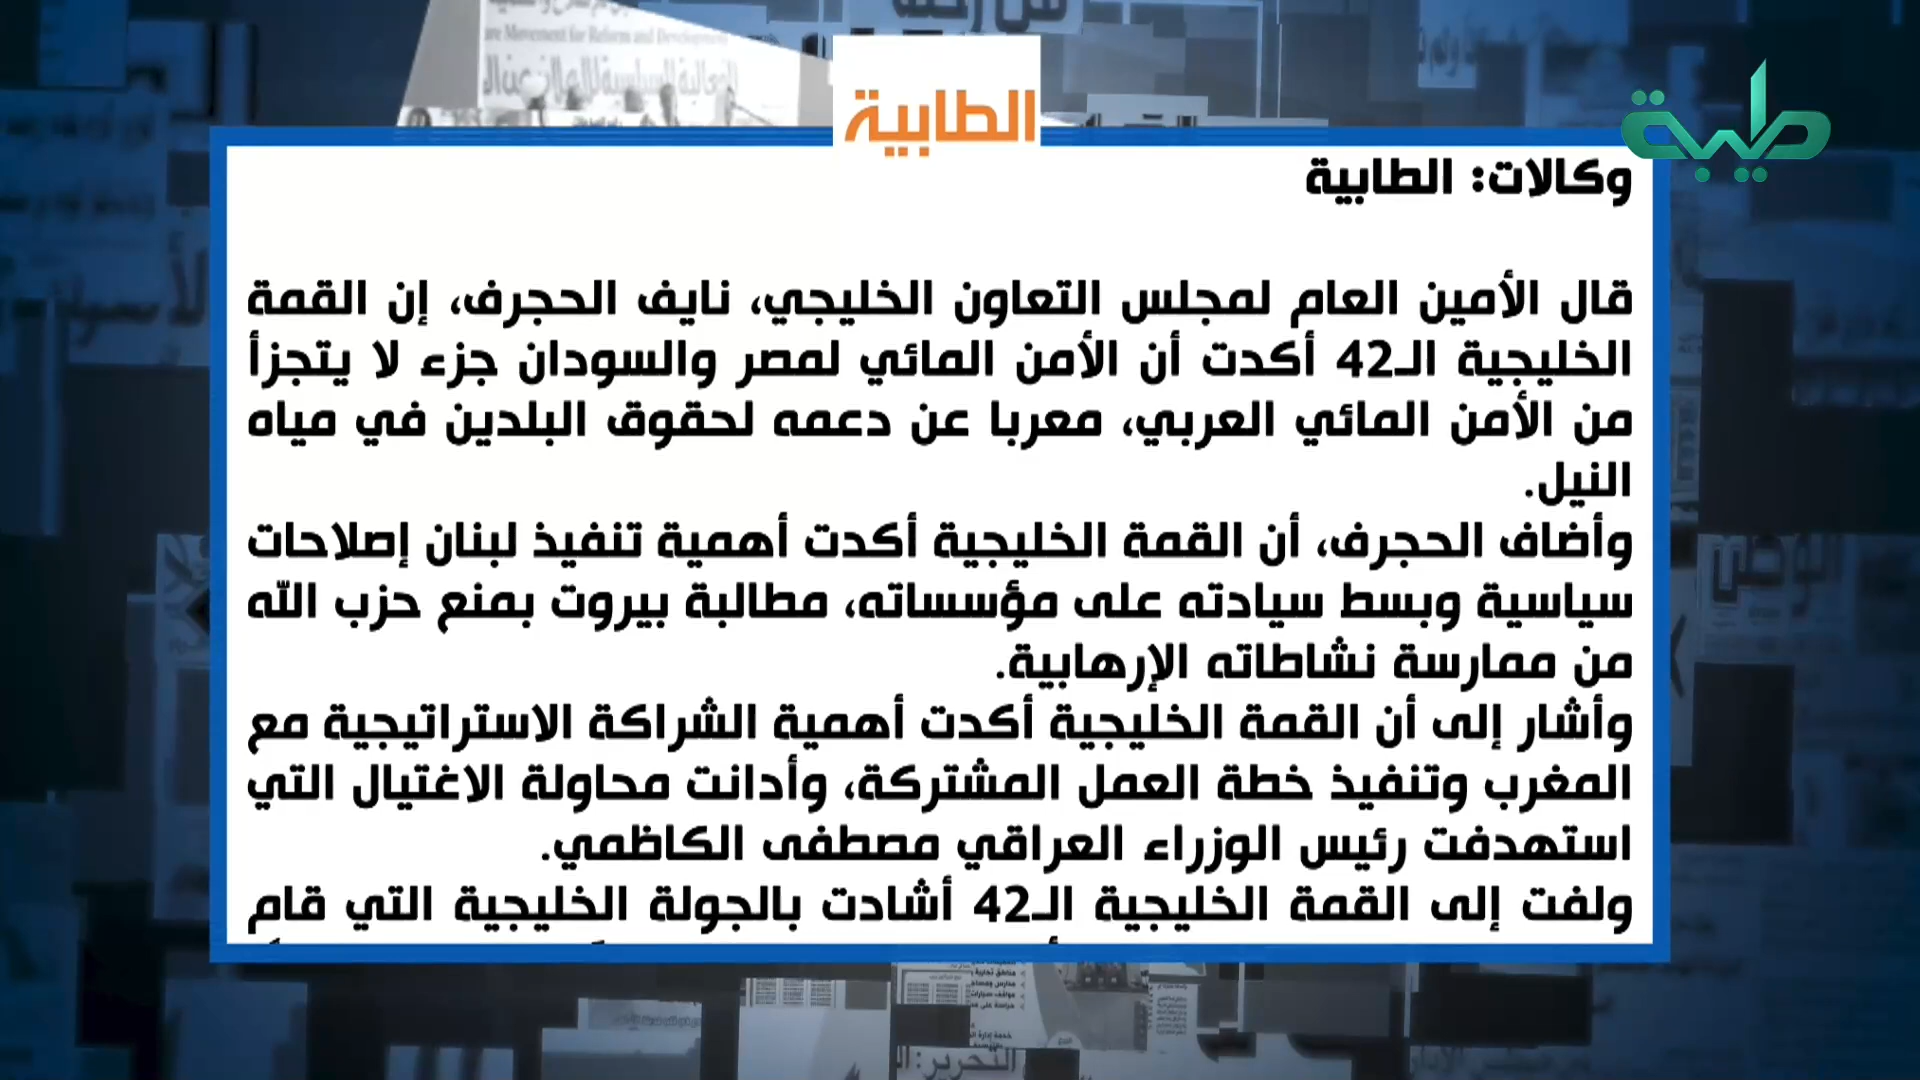 الطابية
طيبة
وكالات: الطابية
قال الأمين العام لمجلس التعاون الخليجي، نايف الحجرف، إن القمة
الخليجية الـ42 أكدت أن الأمن المائي لمصر والسودان جزء لا يتجزأ
من الأمن المائي العربي، معربا عن دعمه لحقوق البلدين في مياه
النيل.
وأضاف الحجرف، أن القمة الخليجية أكدت أهمية تنفيذ لبنان إصلاحات
سياسية وبسط سيادته على مؤسساته، مطالبة بيروت بمنع حزب الله
من ممارسة نشاطاته الإرهابية.
وأشار إلى أن القمة الخليجية أكدت أهمية الشراكة الاستراتيجية مع
المغرب وتنفيذ خطة العمل المشتركة، وأدانت محاولة الاغتيال التي
استهدفت رئيس الوزراء العراقي مصطفى الكاظمي.
ولفت إلى القمة الخليجية الـ42 أشادت بالجولة الخليجية التي قام